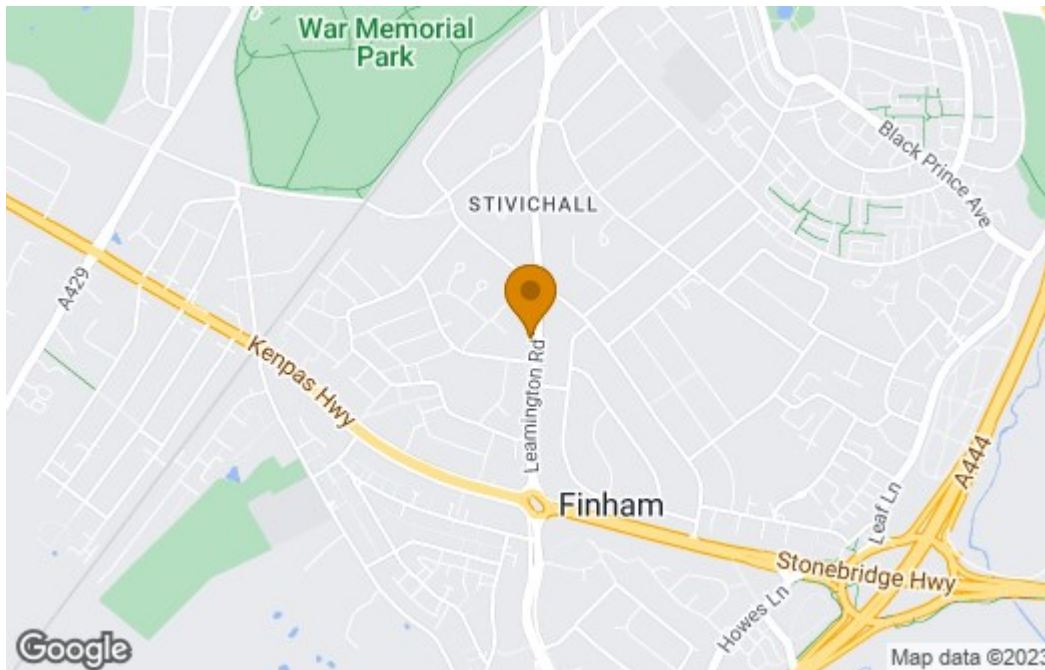 War Memorial
Park
Black Prince Ave
STIVICHALL
A429
Kenpas Hwy
Leamington Rd
A444
Leaf Ln
Finham
Stonebridge Hwy
Howes Ln
Google
Map data ©2023